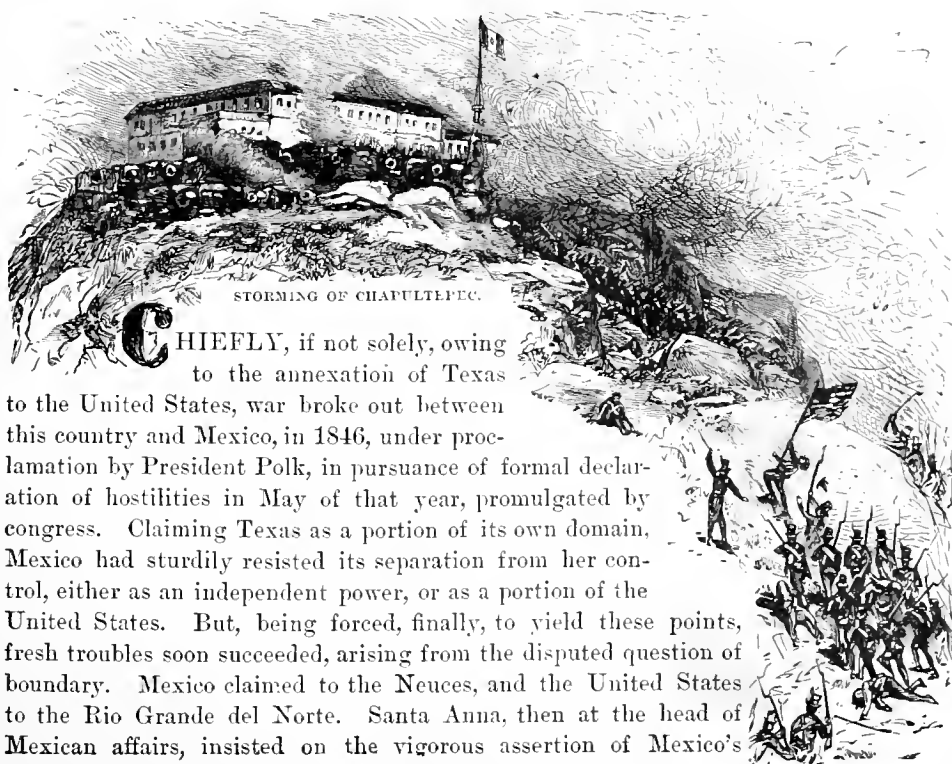 STORMING OF CHAPULTEPEC.
CHIEFLY, if not solely, owing
to the annexation of Texas
to the United States, war broke out between
this country and Mexico, in 1846, under proc-
lamation by President Polk, in pursuance of formal declar-
ation of hostilities in May of that year, promulgated by
congress. Claiming Texas as a portion of its own domain,
Mexico had sturdily resisted its separation from her con-
trol, either as an independent power, or as a portion of the
United States. But, being forced, finally, to yield these points,
fresh troubles soon succeeded, arising from the disputed question of
boundary. Mexico claimed to the Neuces, and the United States
to the Rio Grande del Norte. Santa Anna, then at the head of
Mexican affairs, insisted on the vigorous assertion of Mexico's